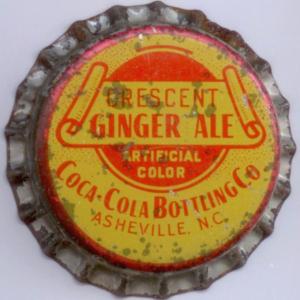 CRESCENT
GINGER ALE
ARTIFICIAL
COLOR
COCA-COLA BOTTLING CO
ASHEVILLE, N.C.